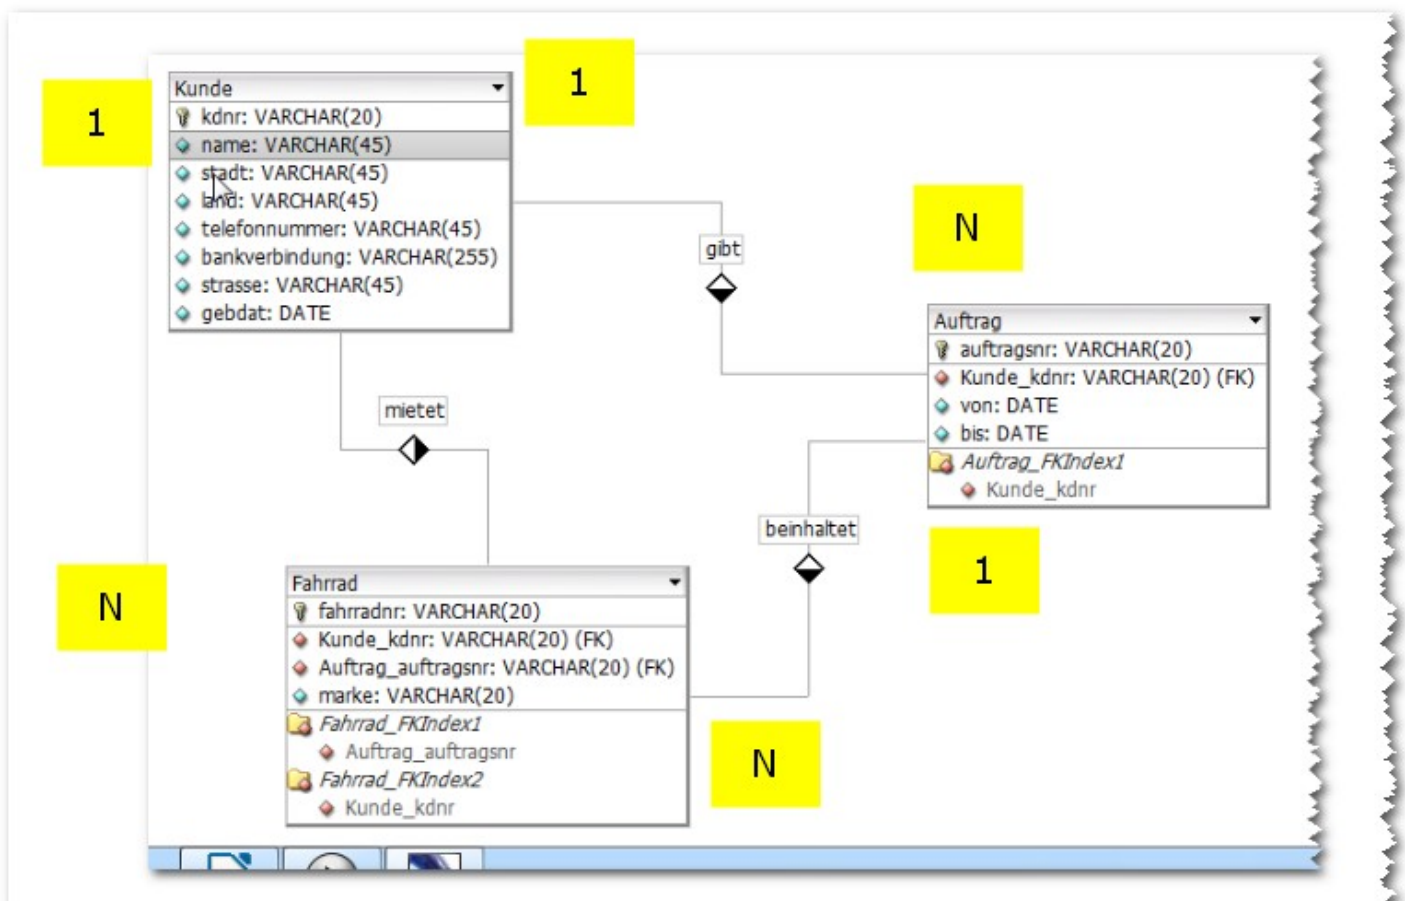 1
1
Kunde
kdnr: VARCHAR(20)
name: VARCHAR(45)
stadt: VARCHAR(45)
land: VARCHAR(45)
telefonnummer: VARCHAR(45)
bankverbindung: VARCHAR(255)
strasse: VARCHAR(45)
gebdat: DATE
gibt
N
Auftrag
auftragsnr: VARCHAR(20)
Kunde_kdnr: VARCHAR(20) (FK)
von: DATE
bis: DATE
Auftrag_FKIndex1
Kunde_kdnr
mietet
beinhaltet
1
N
Fahrrad
fahrradnr: VARCHAR(20)
Kunde_kdnr: VARCHAR(20) (FK)
Auftrag_auftragsnr: VARCHAR(20) (FK)
marke: VARCHAR(20)
Fahrrad_FKIndex1
Auftrag_auftragsnr
Fahrrad_FKIndex2
Kunde_kdnr
N